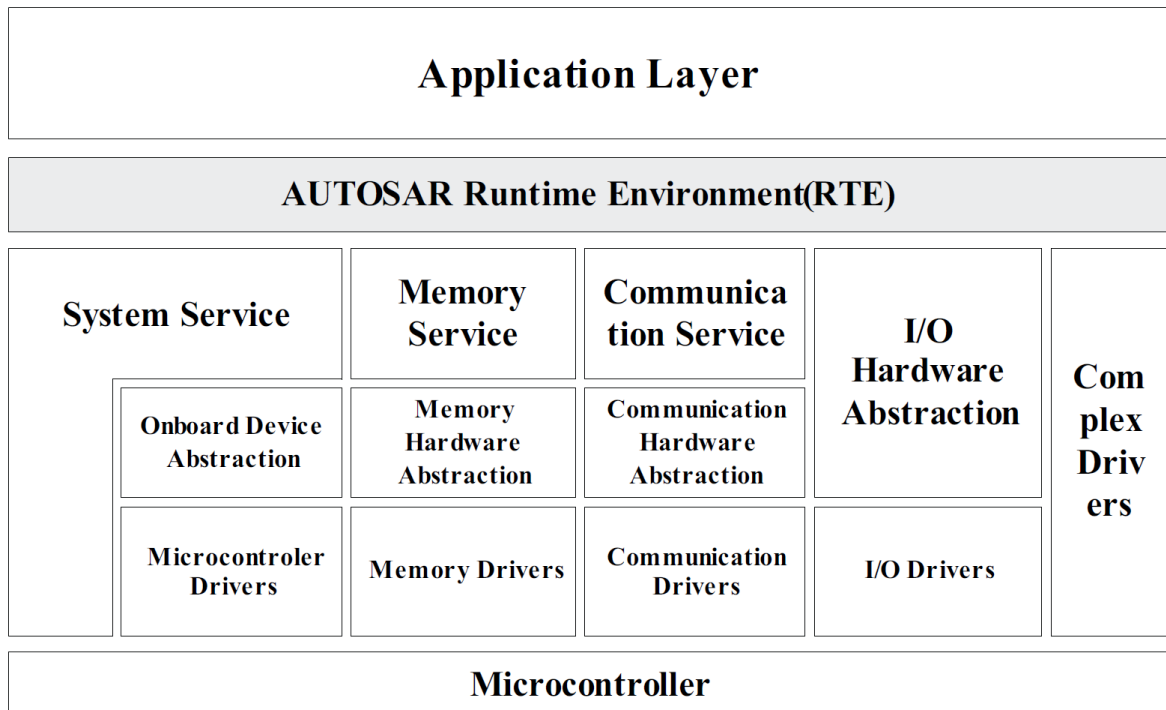 Application Layer
AUTOSAR Runtime Environment(RTE)
System Service
Memory
Service
Communica
tion Service
I/O
Hardware
Abstraction
Com
plex
Driv
ers
Onboard Device
Abstraction
Memory
Hardware
Abstraction
Communication
Hardware
Abstraction
Microcontroler
Drivers
Memory Drivers
Communication
Drivers
I/O Drivers
Microcontroller